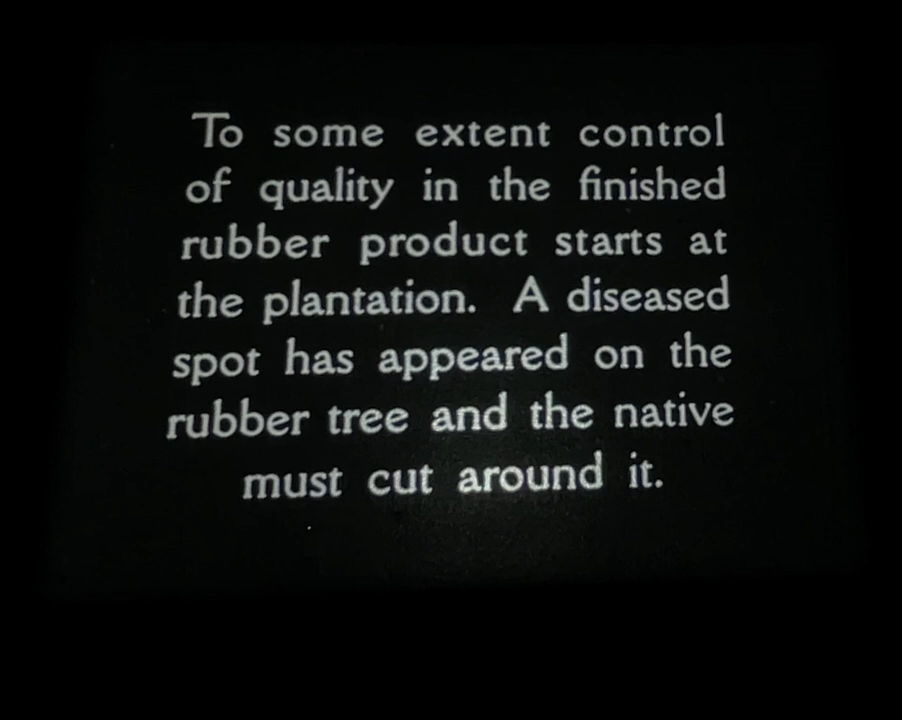 To some extent control
of quality in the finished
rubber product starts at
the plantation. A diseased
spot has appeared on the
rubber tree and the native
must cut around it.